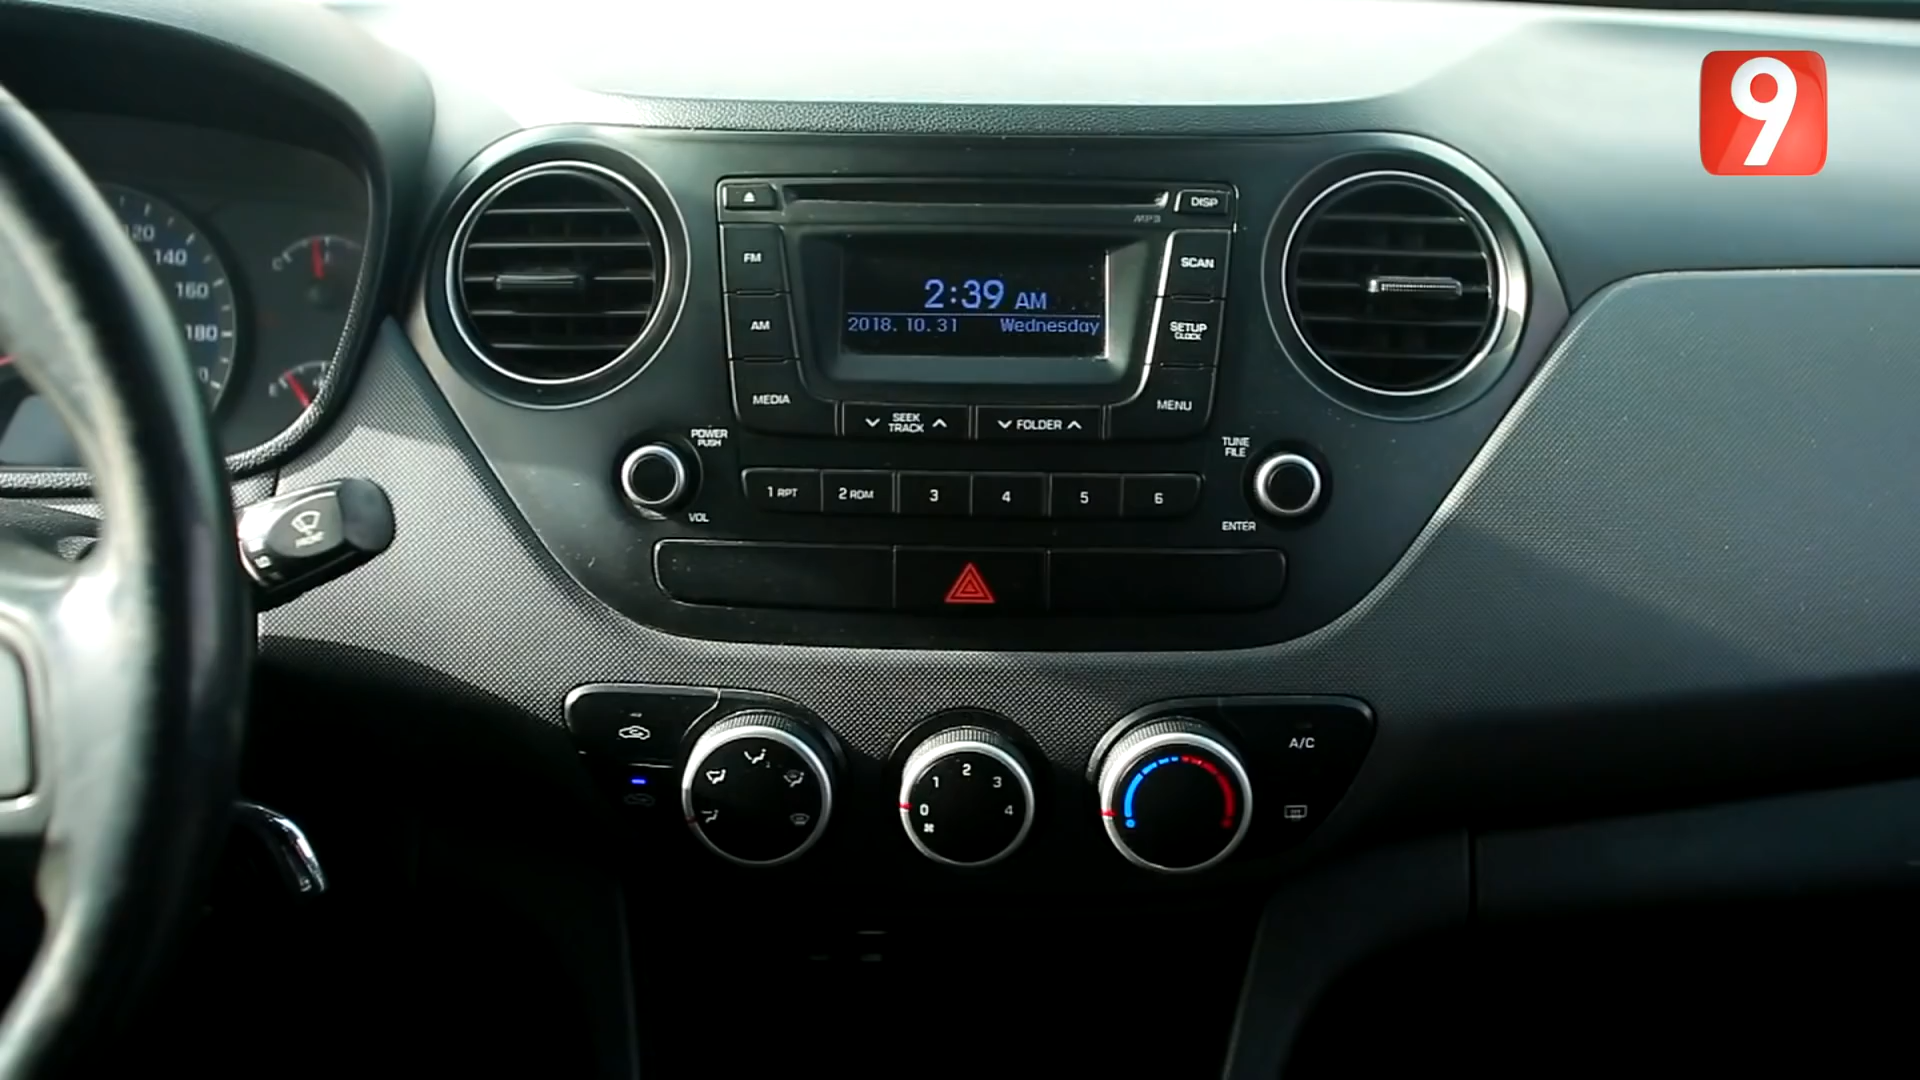 9
120
140
160
180
DISP
MP3
FM
SCAN
2:39 AM
AM
2018. 10. 31 Wednesday
SETUP
CLOCK
MEDIA
MENU
SEEK
TRACK
FOLDER
POWER
PUSH
TUNE
FILE
1 RPT
2 RDM
3
4
5
6
VOL
ENTER
A/C
0
1
2
3
4